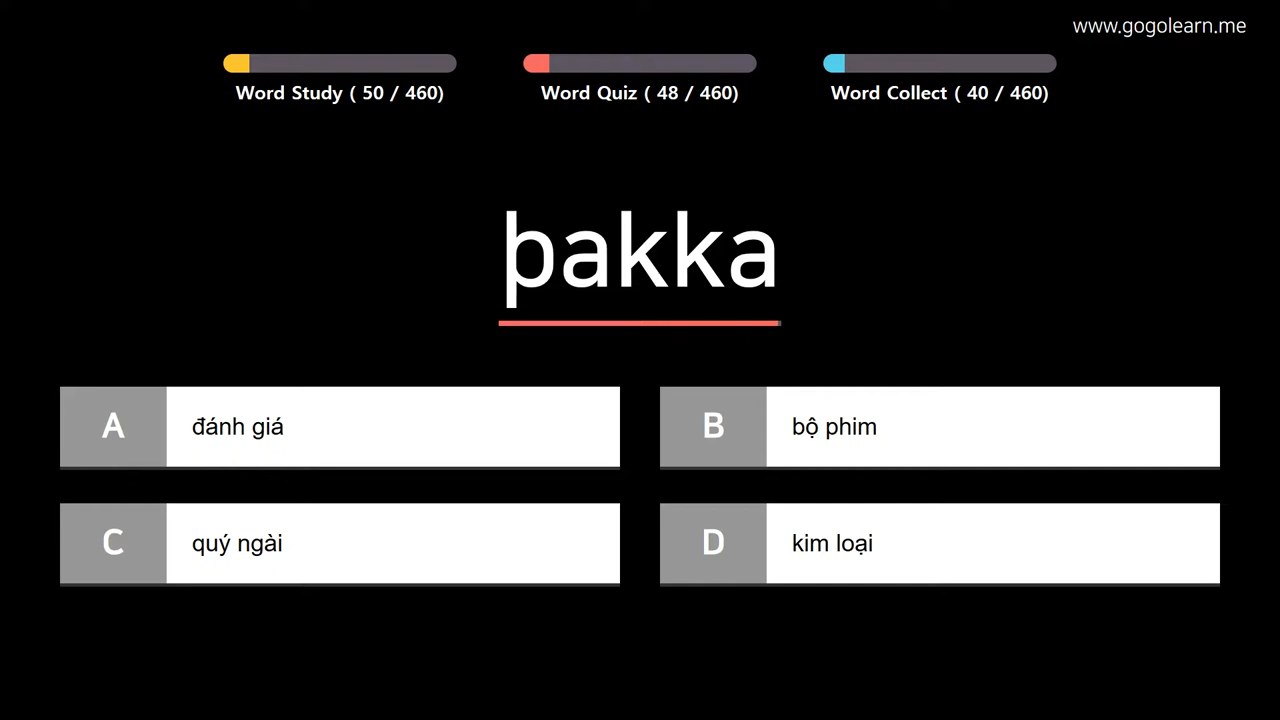 www.gogolearn.me
Word Study ( 50 / 460)
Word Quiz ( 48 / 460)
Word Collect ( 40 / 460)
þakka
A đánh giá
B bộ phim
C quý ngài
D kim loại